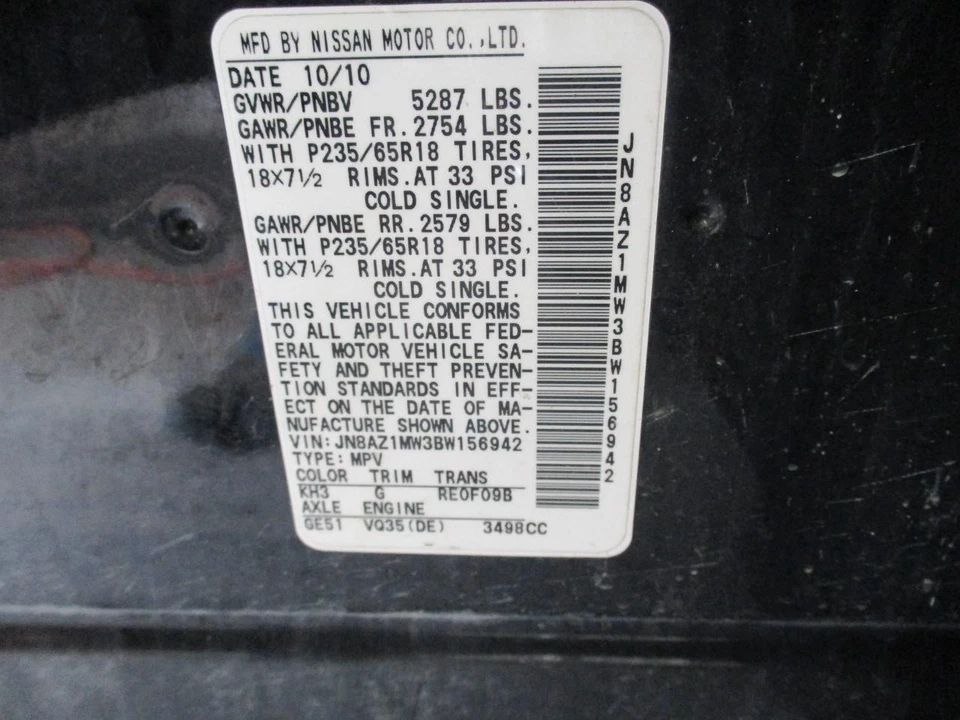 MFD BY NISSAN MOTOR CO.,LTD.
DATE 10/10
GVWR/PNBV 5287 LBS.
GAWR/PNBE FR. 2754 LBS.
WITH P235/65R18 TIRES,
18×7½ RIMS.AT 33 PSI
COLD SINGLE.
GAWR/PNBE RR. 2579 LBS.
WITH P235/65R18 TIRES,
18×7½ RIMS.AT 33 PSI
COLD SINGLE.
THIS VEHICLE CONFORMS
TO ALL APPLICABLE FED-
ERAL MOTOR VEHICLE SA-
FETY AND THEFT PREVEN-
TION STANDARDS IN EFF-
ECT ON THE DATE OF MA-
NUFACTURE SHOWN ABOVE.
VIN:JN8AZ1MW3BW156942
TYPE:MPV
COLOR TRIM TRANS
KH3 G RE0F09B
AXLE ENGINE
GE51 VQ35(DE) 3498CC
JN8AZ1MW3BW156942